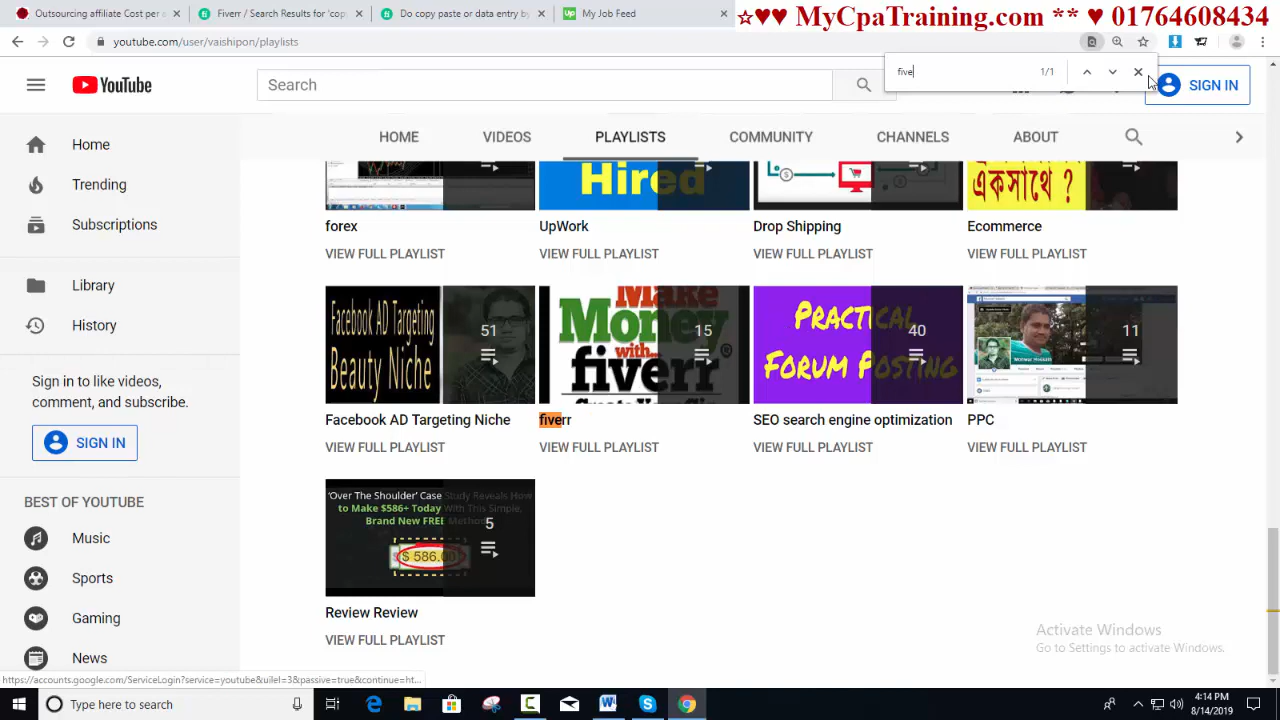 Outsourcing affiliate Cost a
fiverr / Search Results for 'cop
Do copy paste or data entry by
My Job Feed
☆♥♥ MyCpaTraining.com ** ♥ 01764608434
youtube.com/user/vaishipon/playlists
five
1/1
YouTube
Search
SIGN IN
HOME
VIDEOS
PLAYLISTS
COMMUNITY
CHANNELS
ABOUT
Home
Trending
Subscriptions
Library
History
Sign in to like videos,
comment, and subscribe.
SIGN IN
BEST OF YOUTUBE
Music
Sports
Gaming
News
Hired
একসাথে ?
forex
UpWork
Drop Shipping
Ecommerce
VIEW FULL PLAYLIST
VIEW FULL PLAYLIST
VIEW FULL PLAYLIST
VIEW FULL PLAYLIST
Facebook AD Targeting
Beauty Niche
51
Make
Money
with...
fiverr
15
PRACTICAL
FORUM POSTING
40
11
Facebook AD Targeting Niche
fiverr
SEO search engine optimization
PPC
VIEW FULL PLAYLIST
VIEW FULL PLAYLIST
VIEW FULL PLAYLIST
VIEW FULL PLAYLIST
'Over The Shoulder' Case Study Reveals How
to Make $586+ Today With This Simple,
Brand New FREE Method
$ 586.00
5
Review Review
VIEW FULL PLAYLIST
Activate Windows
Go to Settings to activate Windows.
https://accounts.google.com/ServiceLogin?service=youtube&uilel=3&passive=true&continue=ht...
Type here to search
4:14 PM
8/14/2019